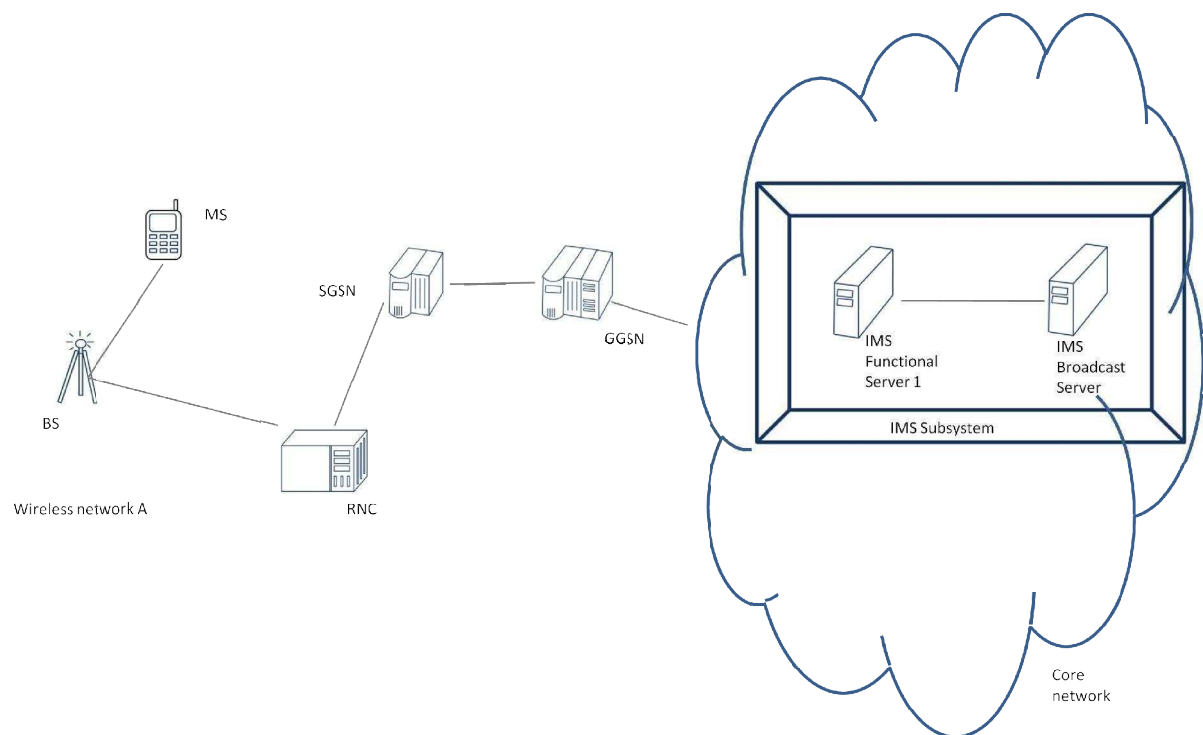 MS
SGSN
GGSN
BS
RNC
Wireless network A
IMS
Functional
Server 1
IMS
Broadcast
Server
IMS Subsystem
Core
network